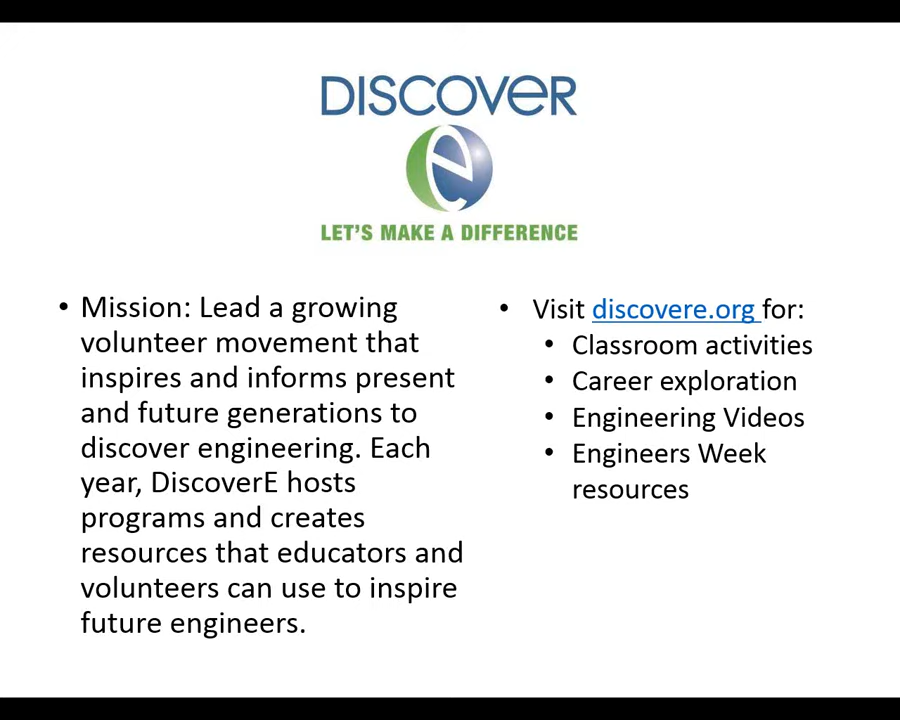 DISCOVER
e
LET'S MAKE A DIFFERENCE
• Mission: Lead a growing
volunteer movement that
inspires and informs present
and future generations to
discover engineering. Each
year, DiscoverE hosts
programs and creates
resources that educators and
volunteers can use to inspire
future engineers.
• Visit discovere.org for:
• Classroom activities
• Career exploration
• Engineering Videos
• Engineers Week
resources